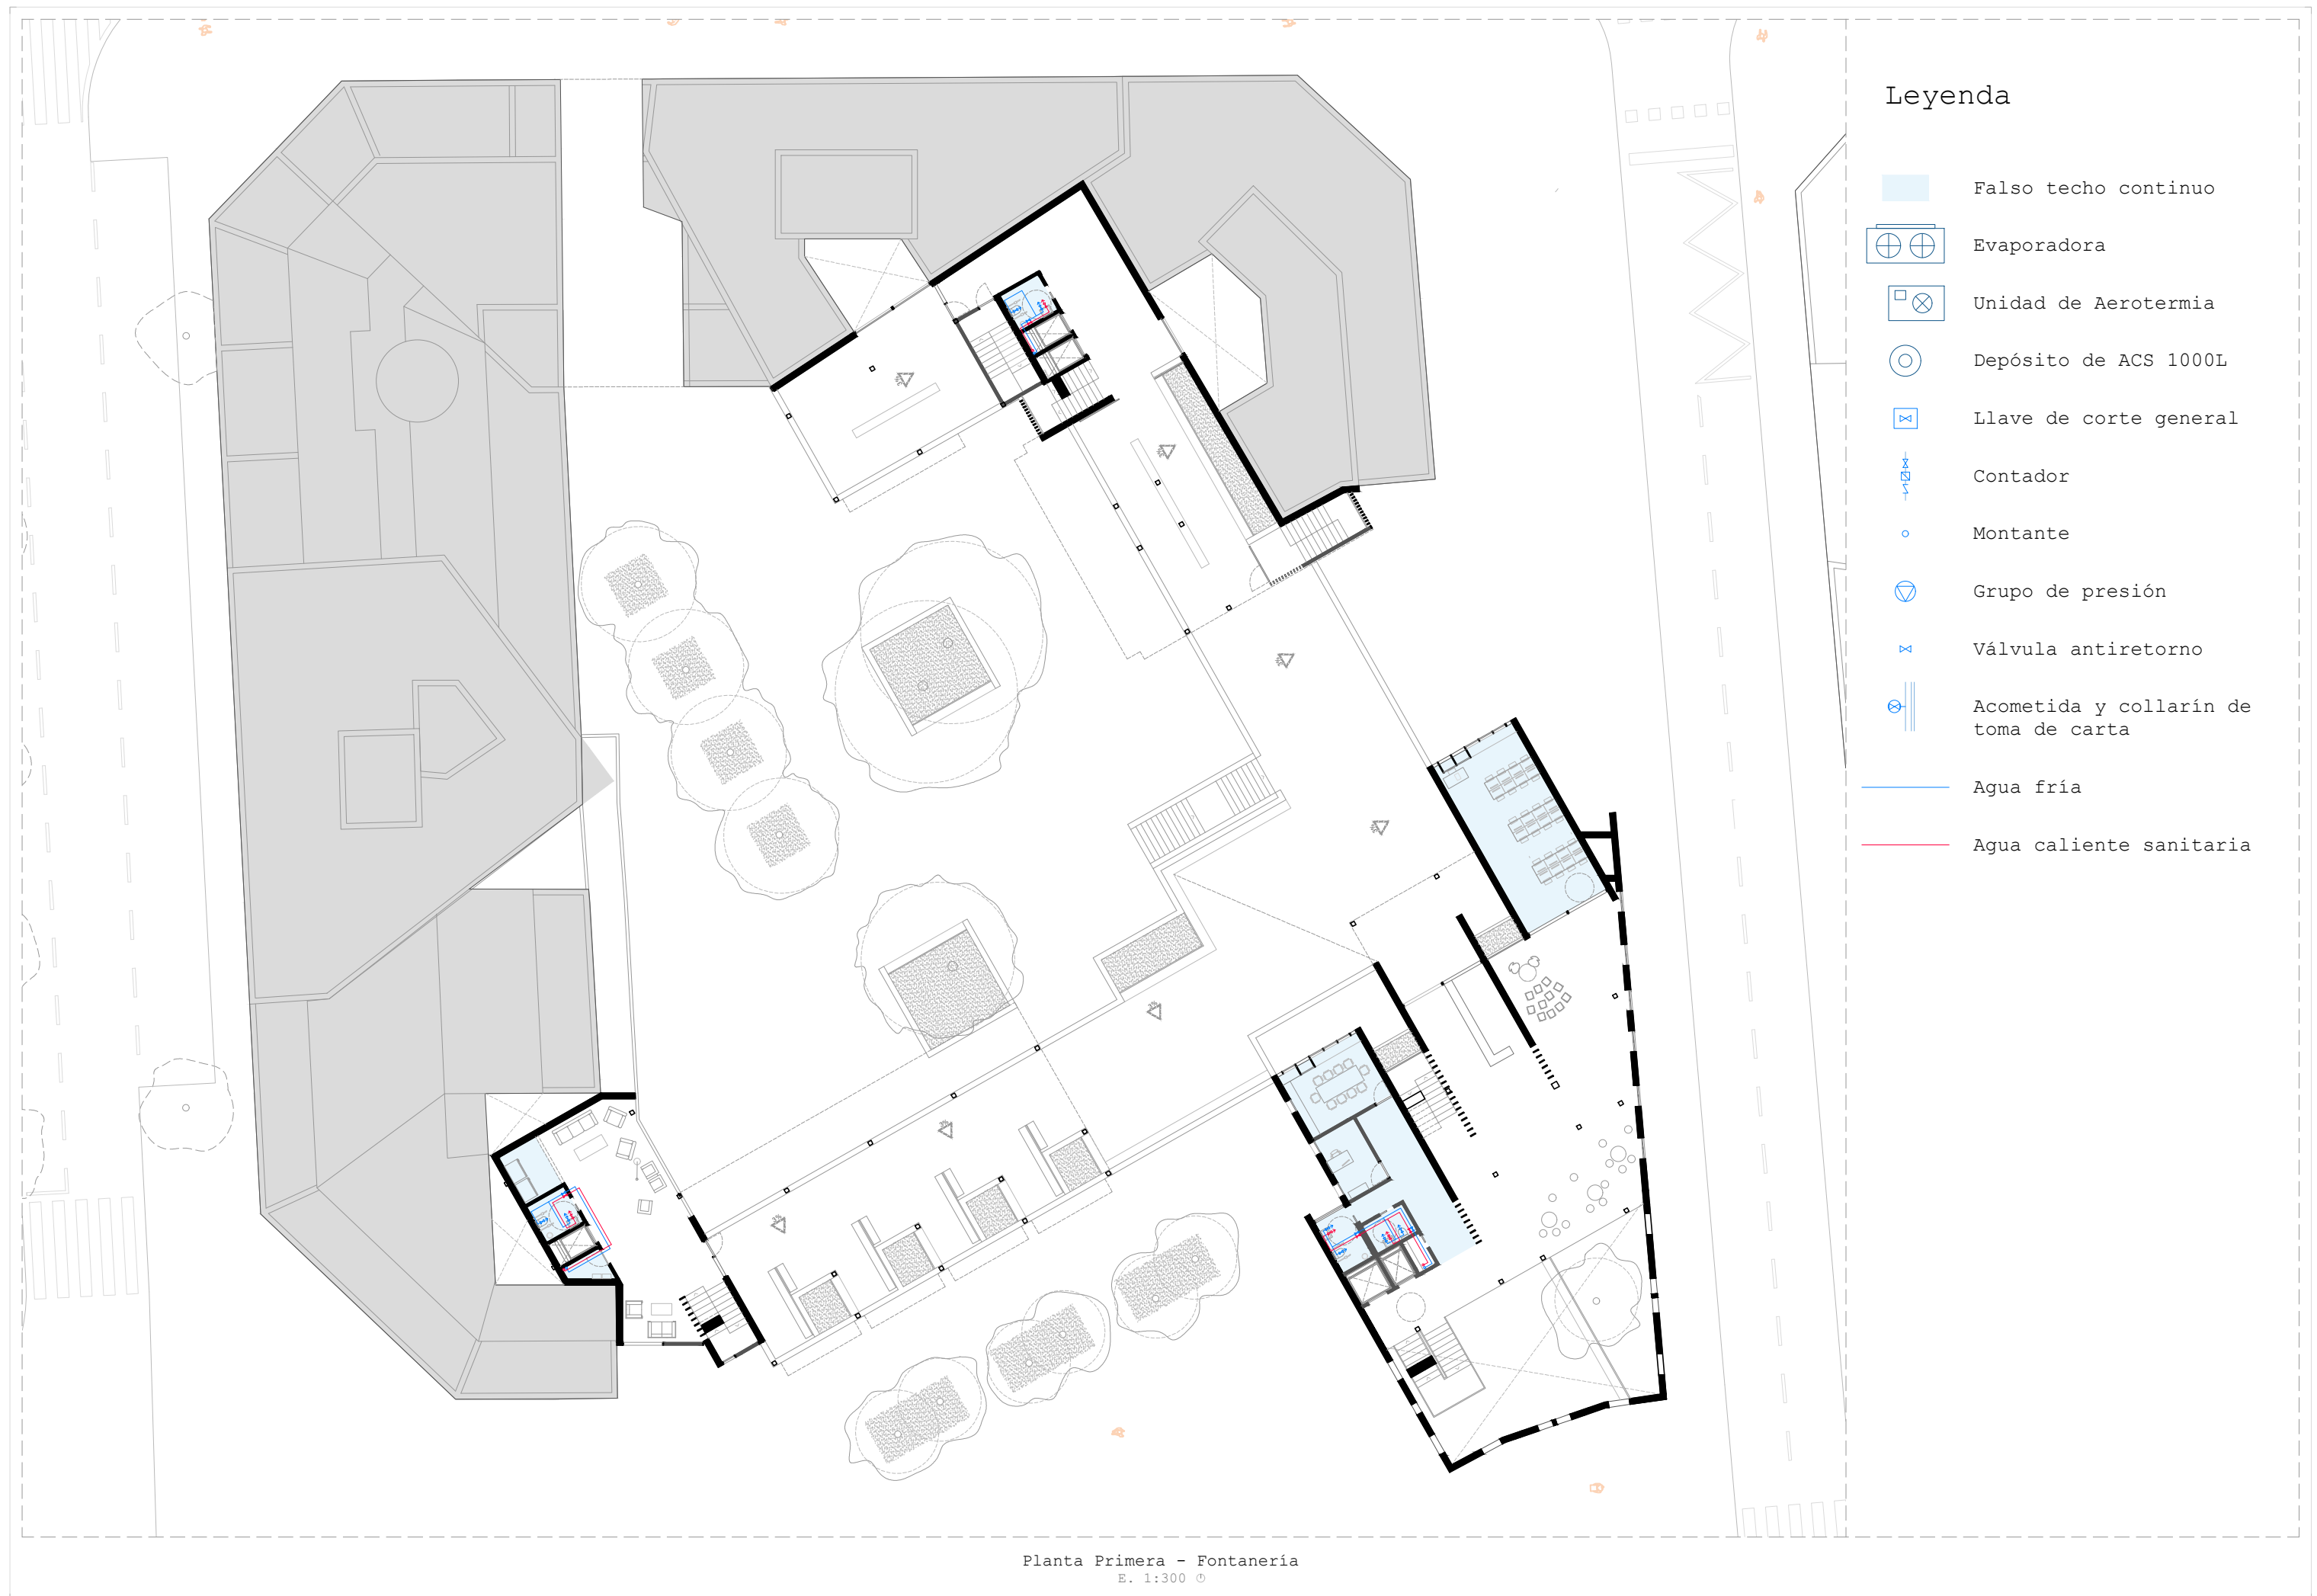 Leyenda
Falso techo continuo
Evaporadora
Unidad de Aerotermia
Depósito de ACS 1000L
Llave de corte general
Contador
Montante
Grupo de presión
Válvula antiretorno
Acometida y collarín de
toma de carta
Agua fría
Agua caliente sanitaria
Planta Primera - Fontanería
E. 1:300